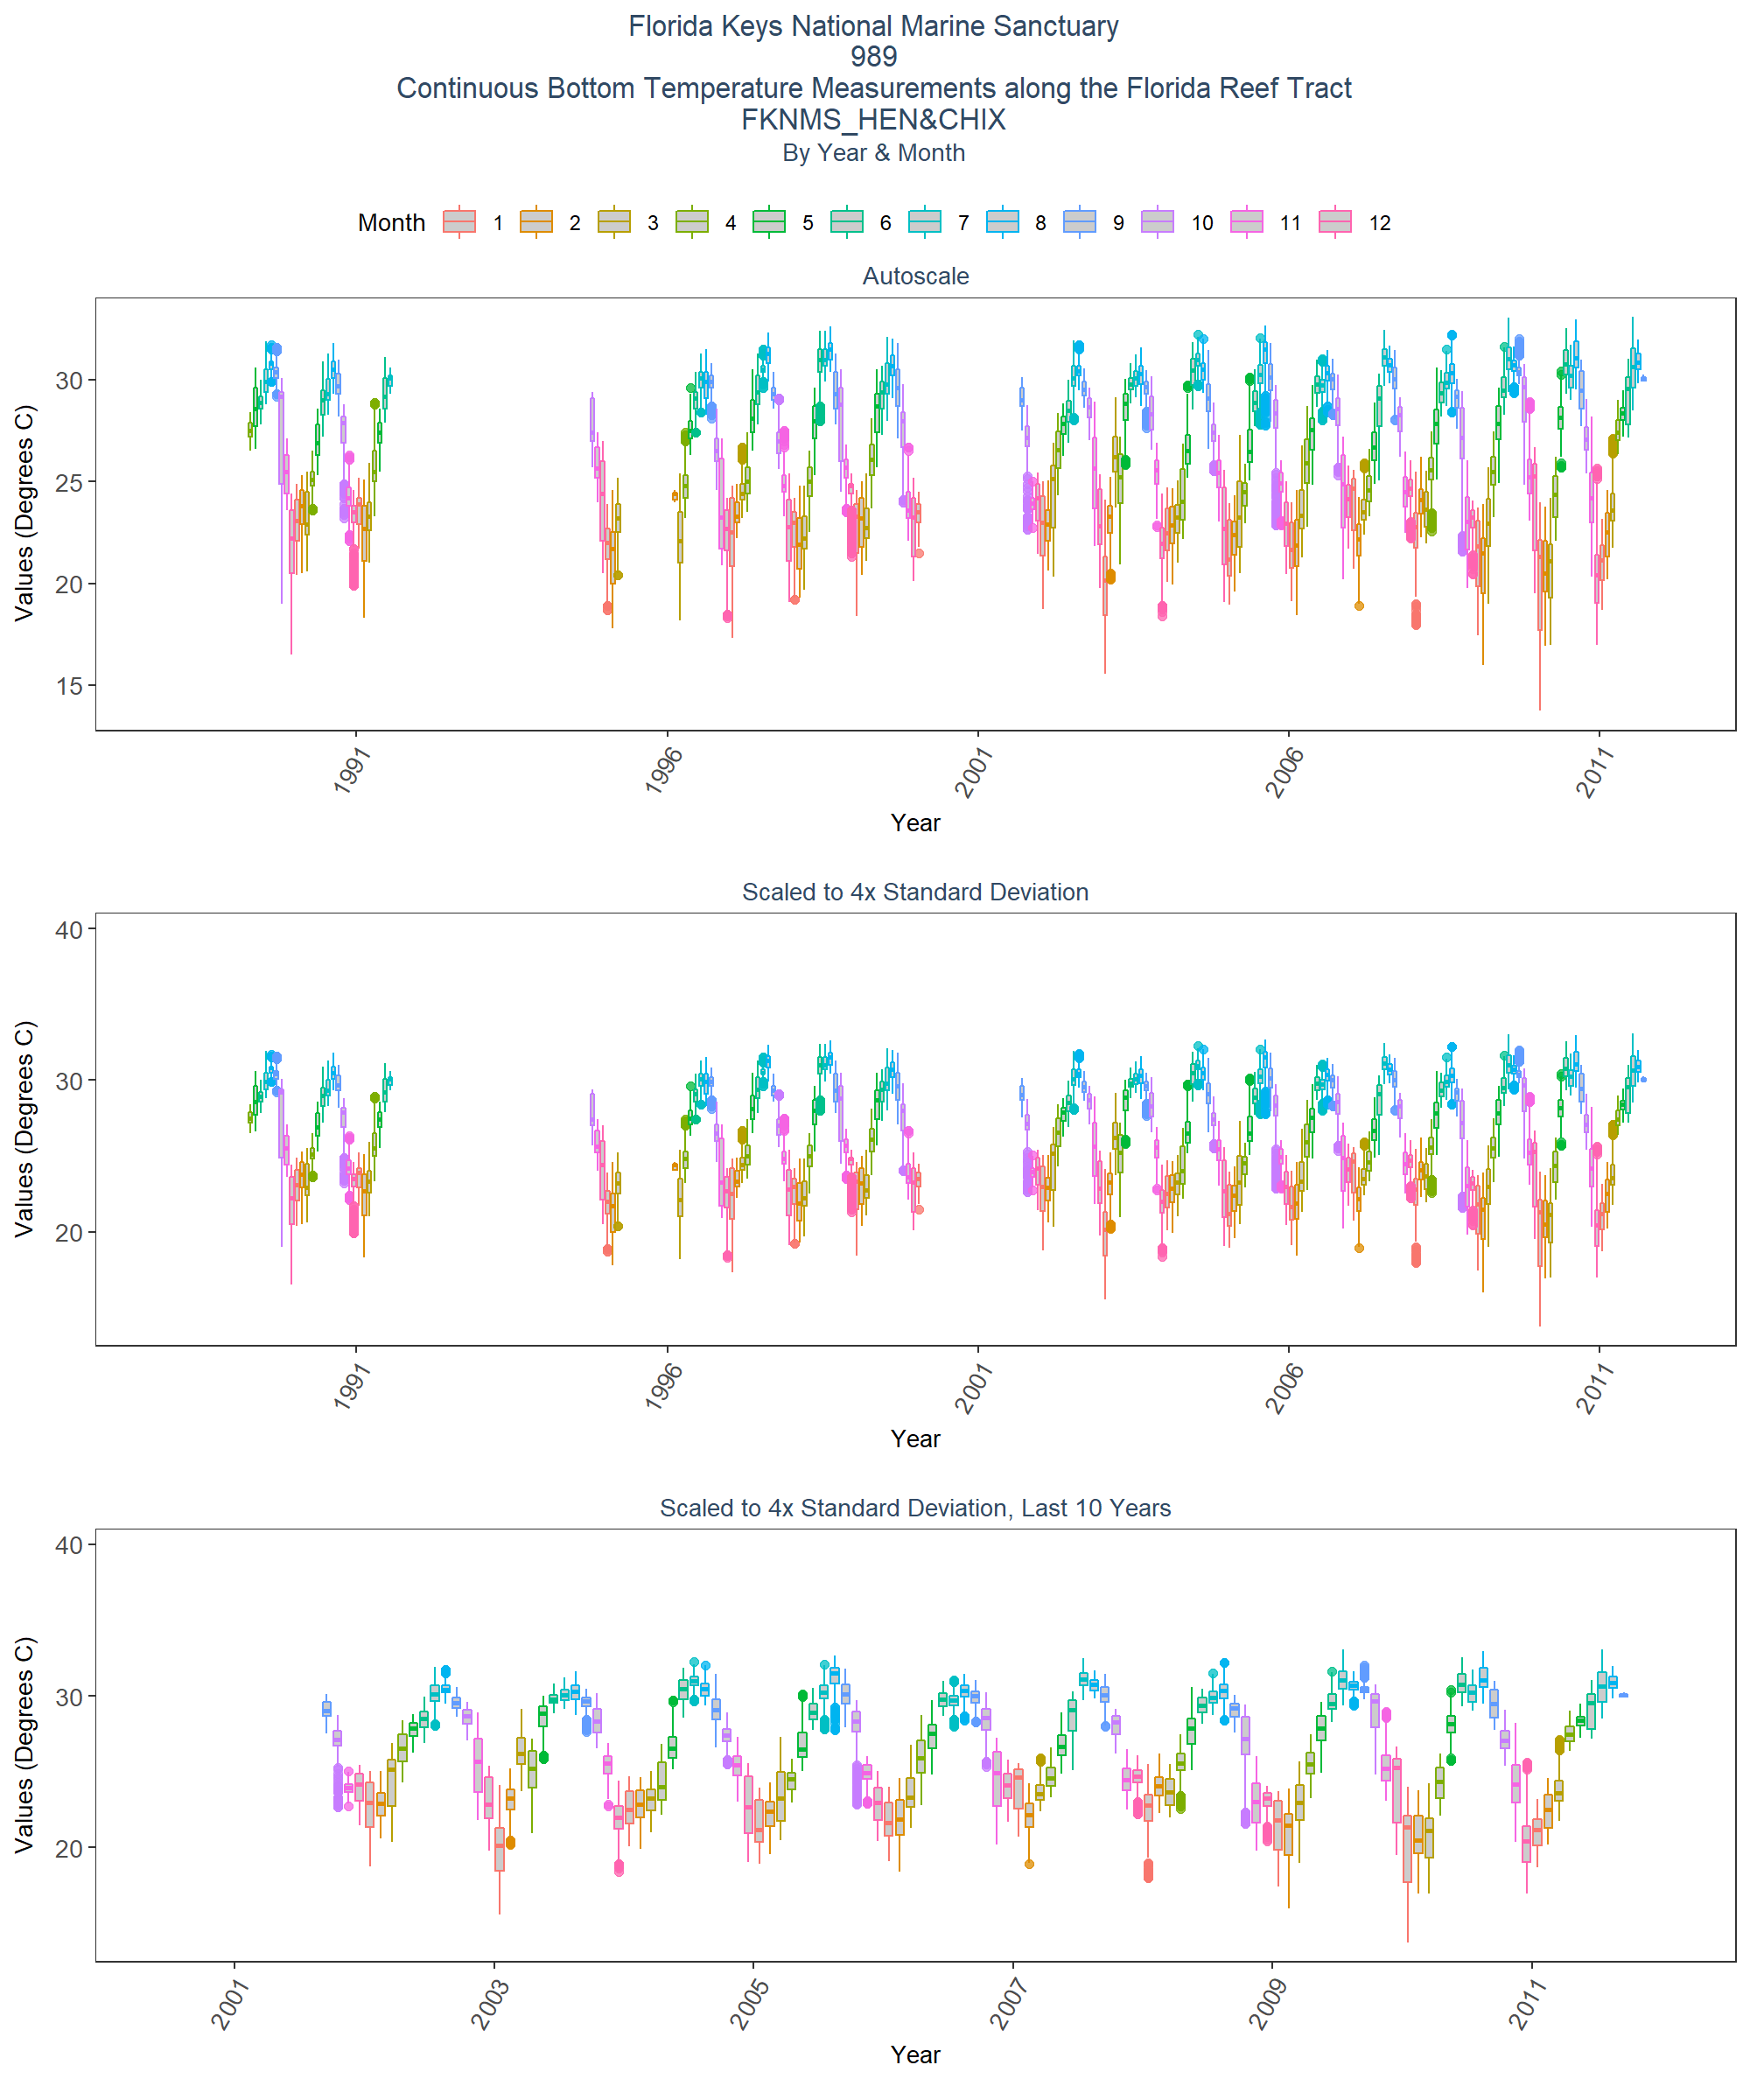 Florida Keys National Marine Sanctuary
989
Continuous Bottom Temperature Measurements along the Florida Reef Tract
FKNMS_HEN&CHIX
By Year & Month
Month 1 2 3 4 5 6 7 8 9 10 11 12
Autoscale
Values (Degrees C)
30
25
20
15
1991 1996 2001 2006 2011
Year
Scaled to 4x Standard Deviation
Values (Degrees C)
40
30
20
1991 1996 2001 2006 2011
Year
Scaled to 4x Standard Deviation, Last 10 Years
Values (Degrees C)
40
30
20
2001 2003 2005 2007 2009 2011
Year